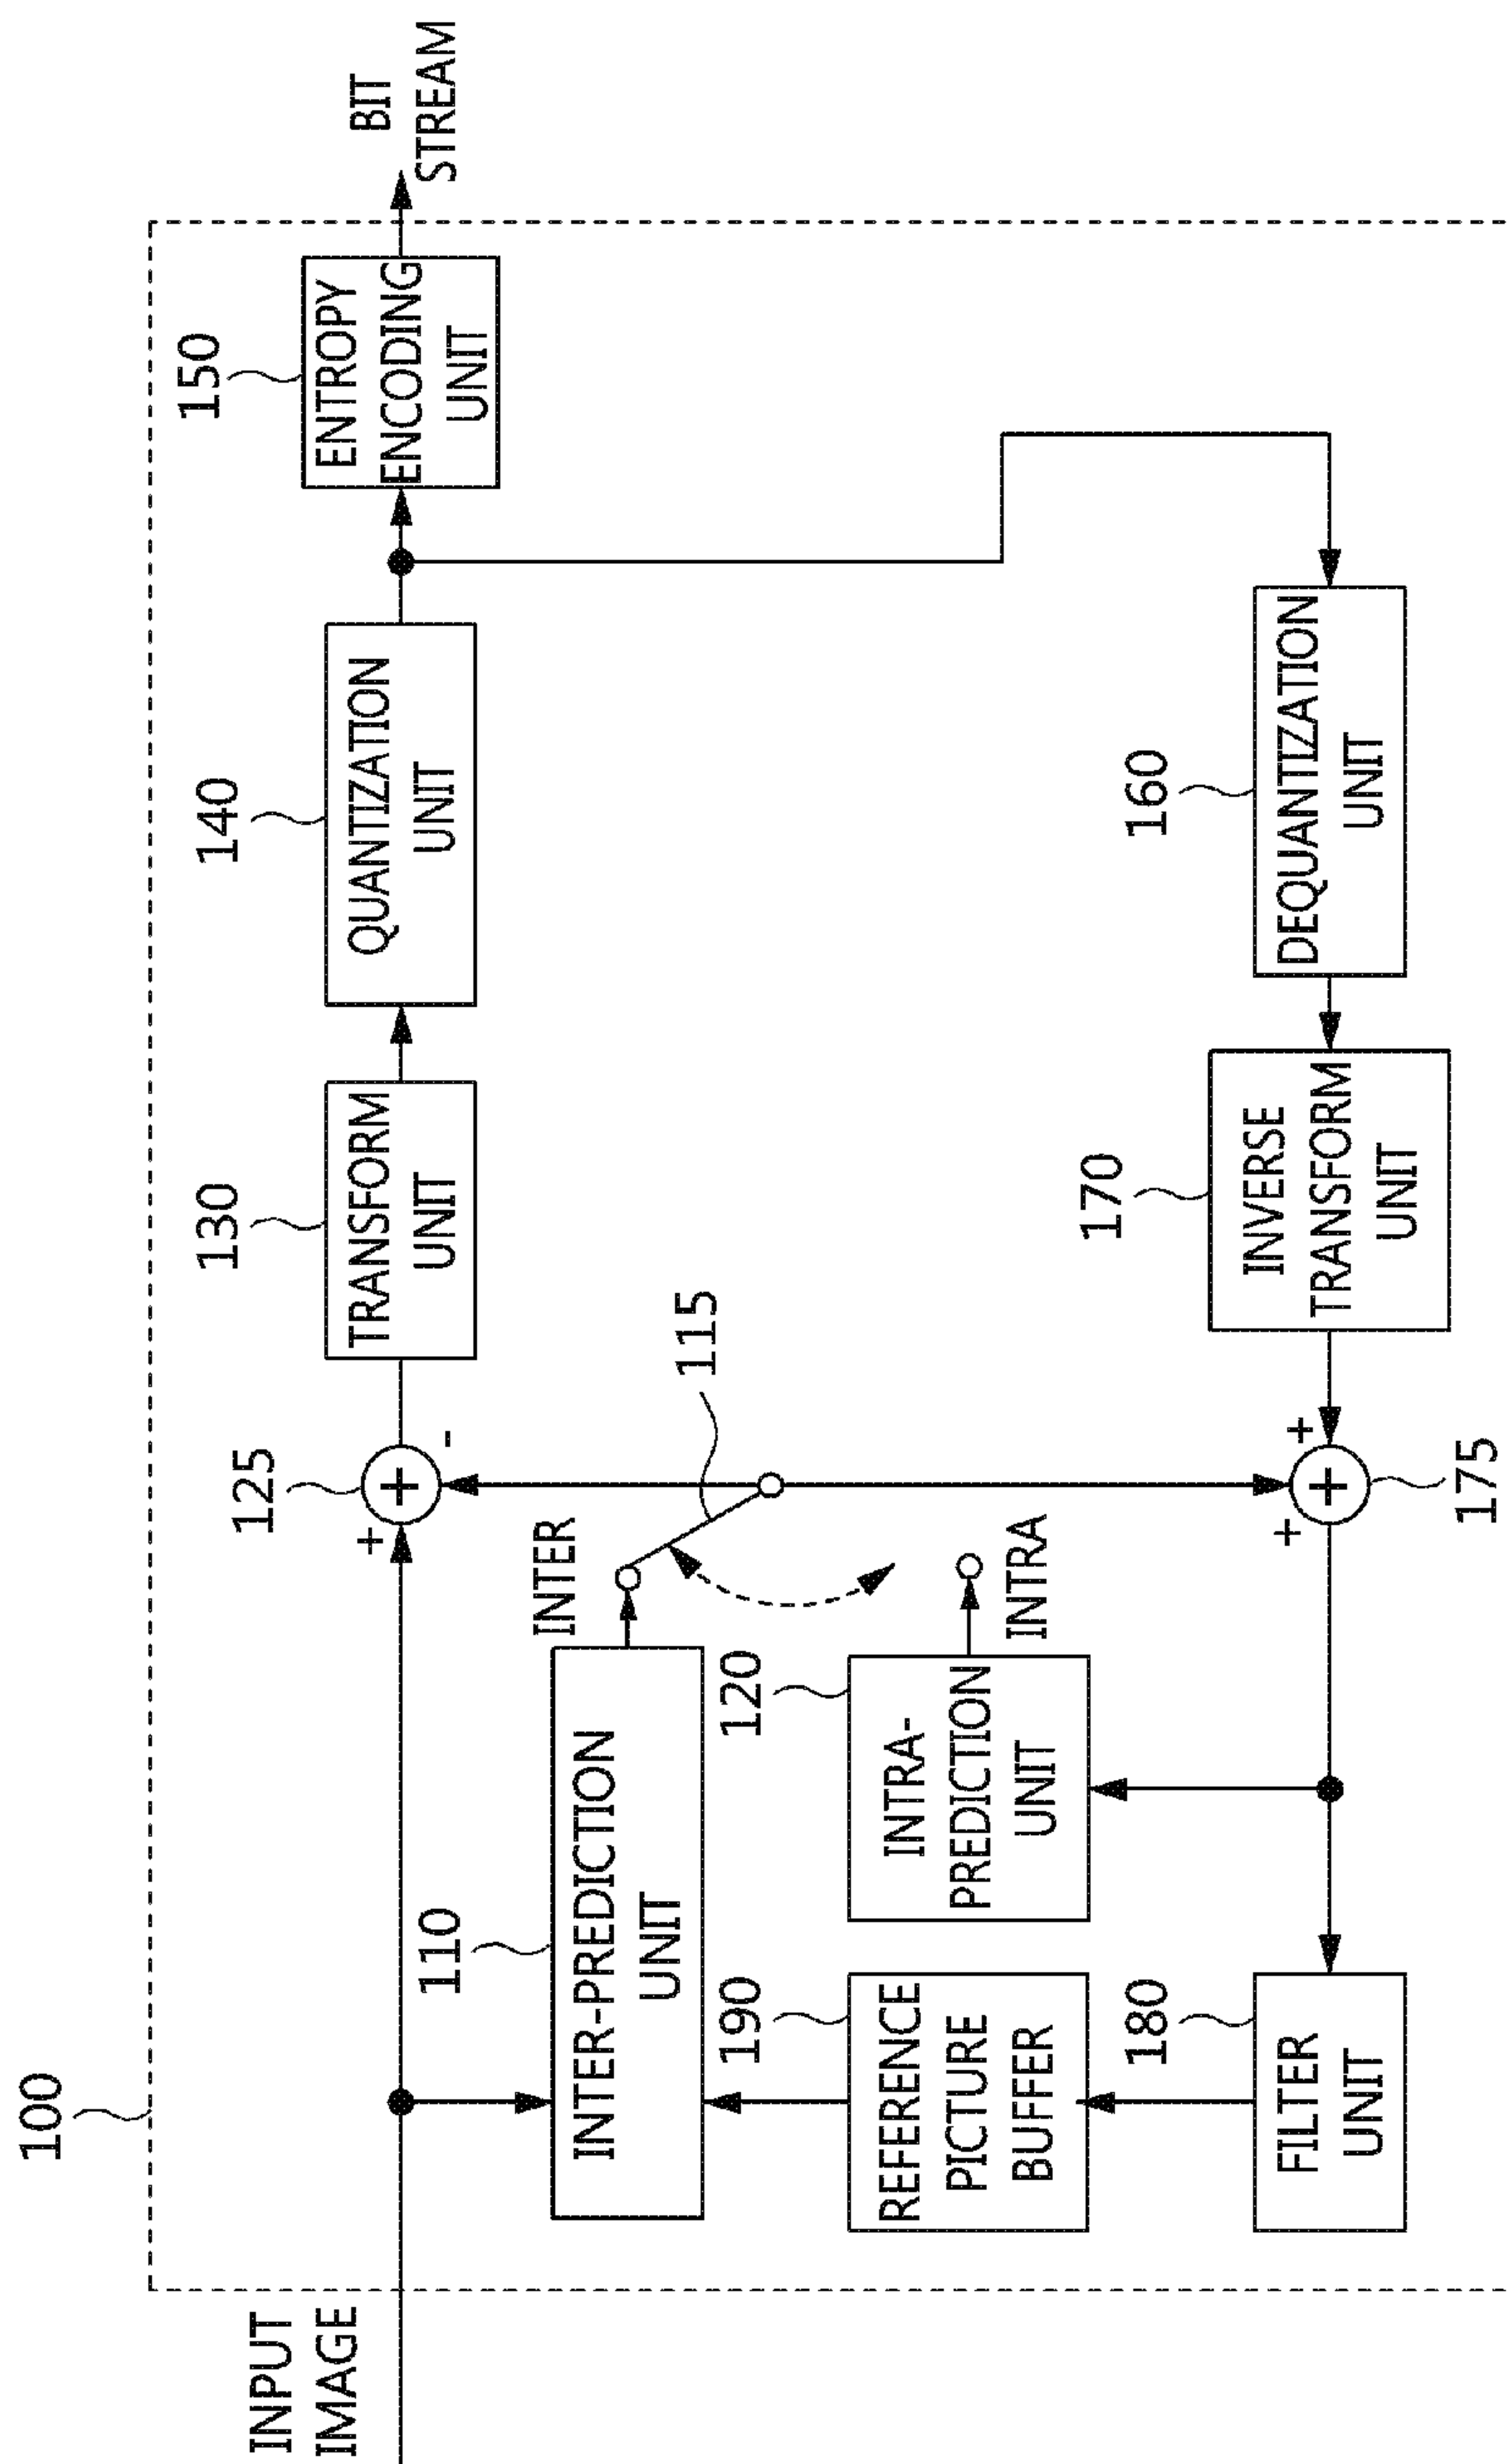 100
INPUT
IMAGE
110
INTER-PREDICTION
UNIT
INTER
125
+
+
-
130
TRANSFORM
UNIT
140
QUANTIZATION
UNIT
150
ENTROPY
ENCODING
UNIT
BIT
STREAM
115
190
REFERENCE
PICTURE
BUFFER
120
INTRA-
PREDICTION
UNIT
INTRA
180
FILTER
UNIT
+
+
+
175
170
INVERSE
TRANSFORM
UNIT
160
DEQUANTIZATION
UNIT